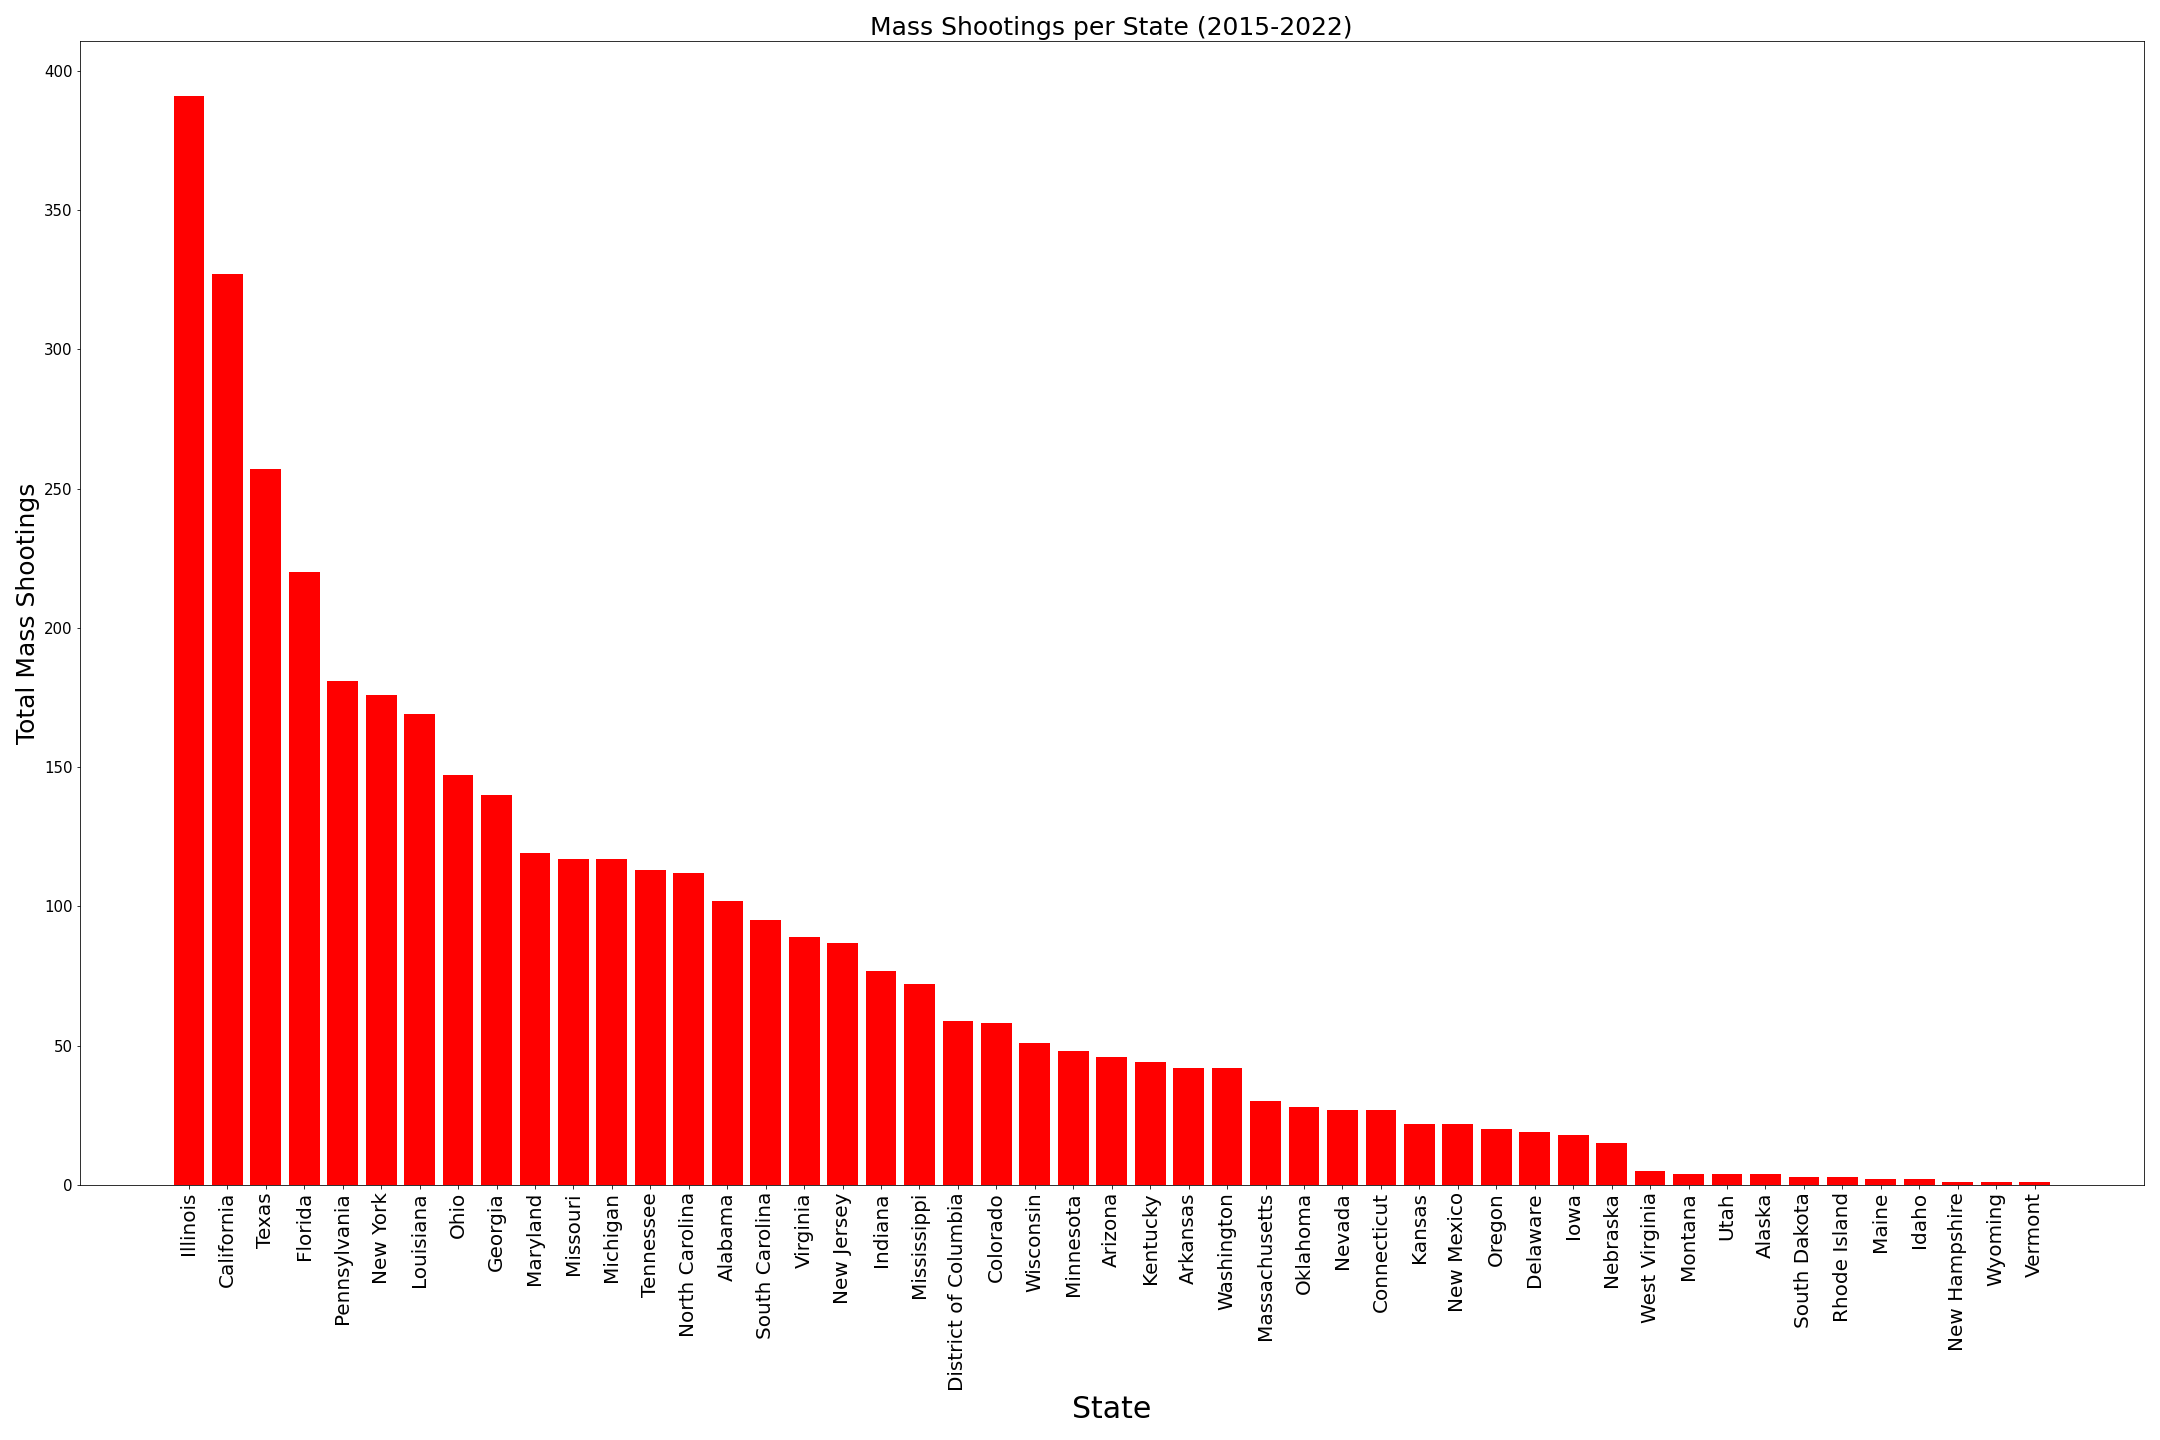 Mass Shootings per State (2015-2022)
Total Mass Shootings
400
350
300
250
200
150
100
50
0
Illinois
California
Texas
Florida
Pennsylvania
New York
Louisiana
Ohio
Georgia
Maryland
Missouri
Michigan
Tennessee
North Carolina
Alabama
South Carolina
Virginia
New Jersey
Indiana
Mississippi
District of Columbia
Colorado
Wisconsin
Minnesota
Arizona
Kentucky
Arkansas
Washington
Massachusetts
Oklahoma
Nevada
Connecticut
Kansas
New Mexico
Oregon
Delaware
Iowa
Nebraska
West Virginia
Montana
Utah
Alaska
South Dakota
Rhode Island
Maine
Idaho
New Hampshire
Wyoming
Vermont
State